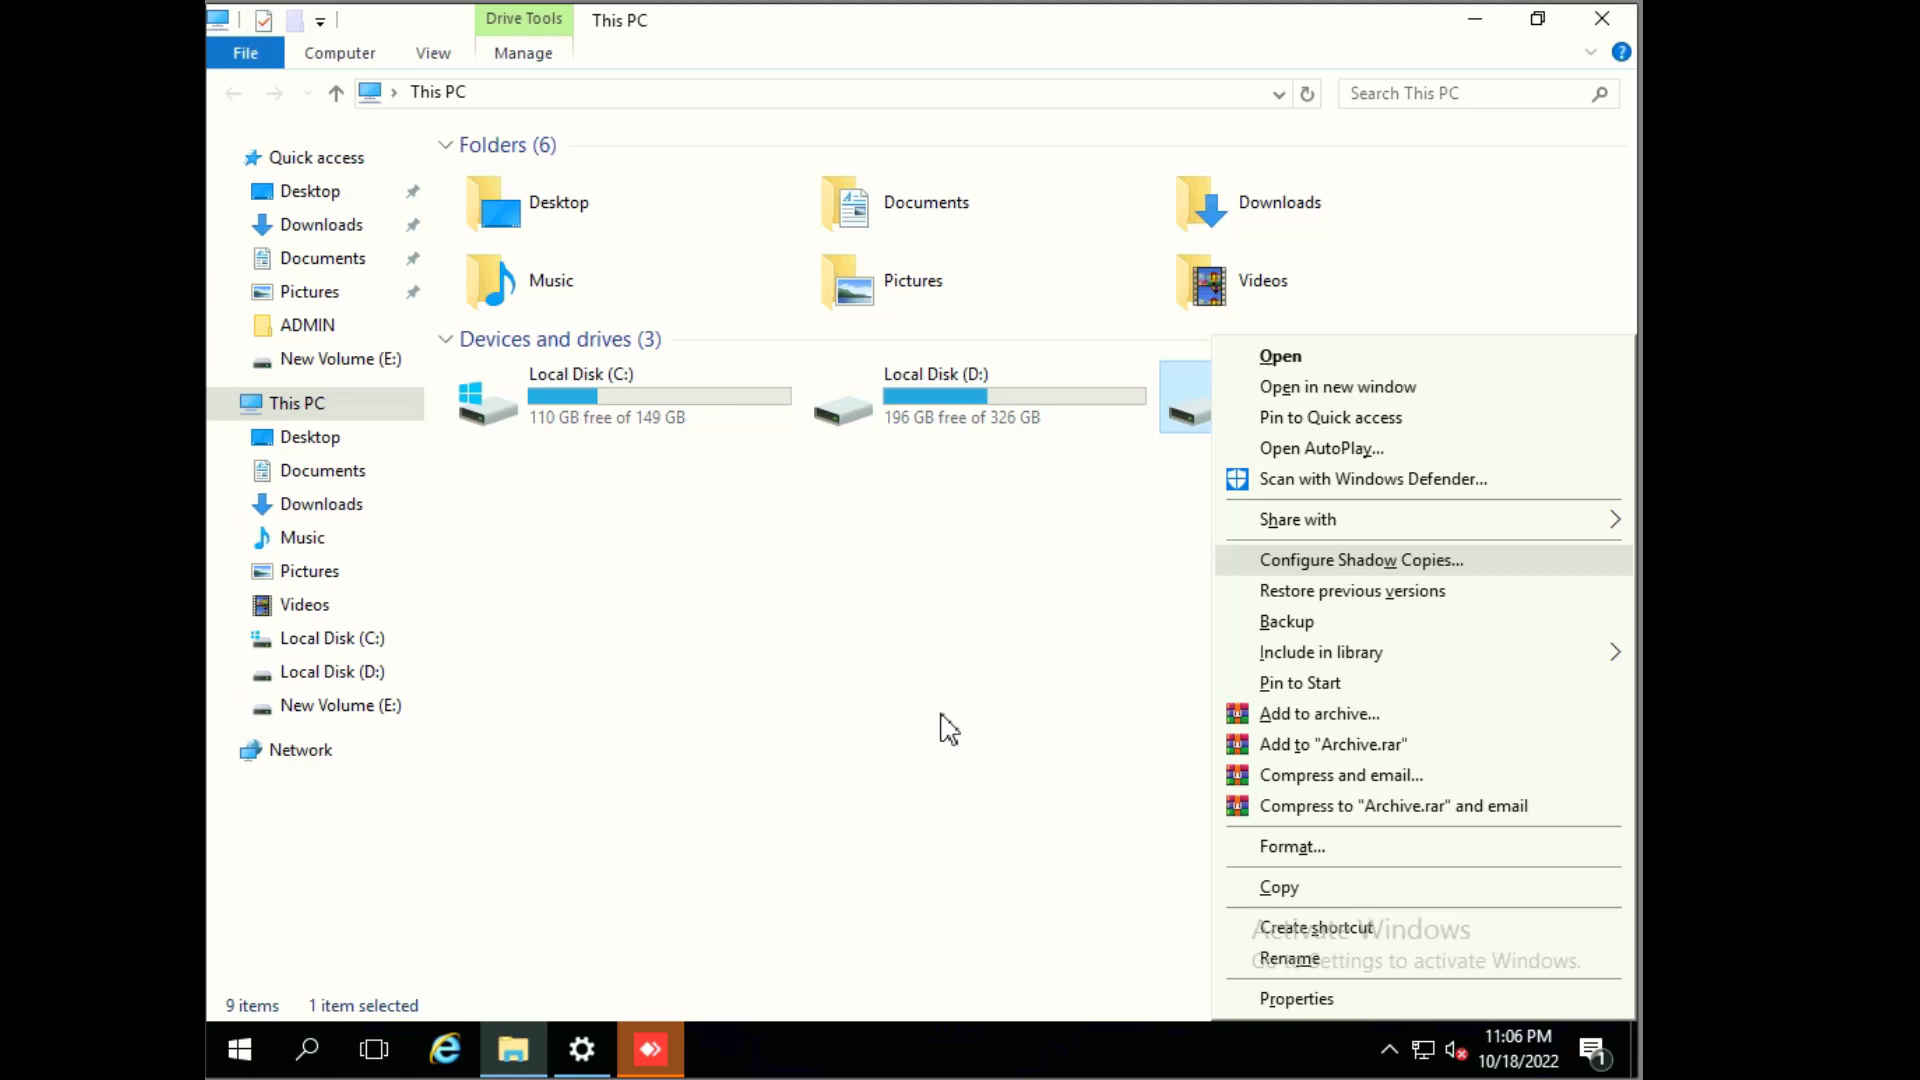 Drive Tools
This PC
File
Computer
View
Manage
This PC
Search This PC
Quick access
Desktop
Downloads
Documents
Pictures
ADMIN
New Volume (E:)
This PC
Desktop
Documents
Downloads
Music
Pictures
Videos
Local Disk (C:)
Local Disk (D:)
New Volume (E:)
Network
Folders (6)
Desktop
Documents
Downloads
Music
Pictures
Videos
Devices and drives (3)
Local Disk (C:)
110 GB free of 149 GB
Local Disk (D:)
196 GB free of 326 GB
Open
Open in new window
Pin to Quick access
Open AutoPlay...
Scan with Windows Defender...
Share with
Configure Shadow Copies...
Restore previous versions
Backup
Include in library
Pin to Start
Add to archive...
Add to "Archive.rar"
Compress and email...
Compress to "Archive.rar" and email
Format...
Copy
Create shortcut
Rename
Properties
Activate Windows
Go to Settings to activate Windows.
9 items
1 item selected
11:06 PM
10/18/2022
1